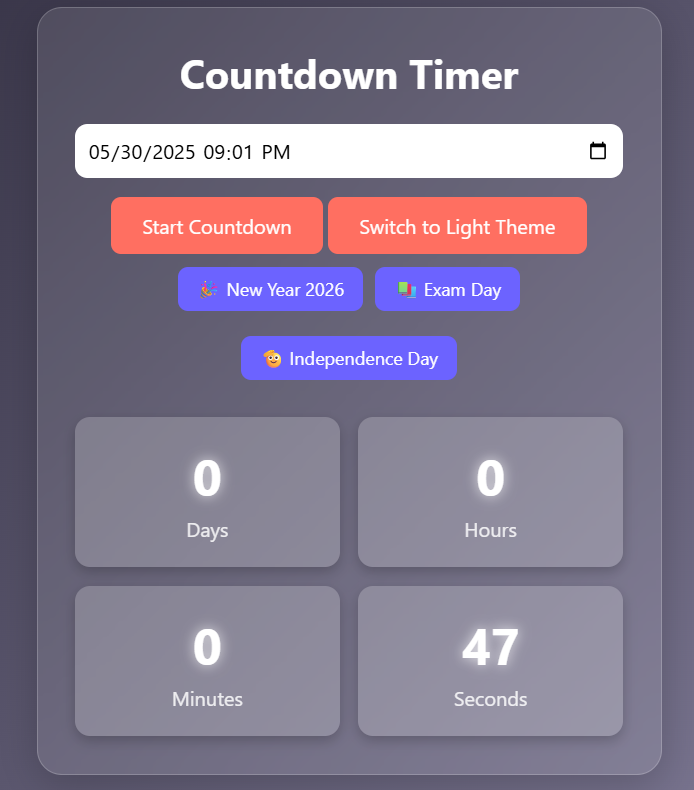 Countdown Timer
05/30/2025 09:01 PM
Start Countdown
Switch to Light Theme
🎉 New Year 2026
📚 Exam Day
🫡 Independence Day
0
Days
0
Hours
0
Minutes
47
Seconds